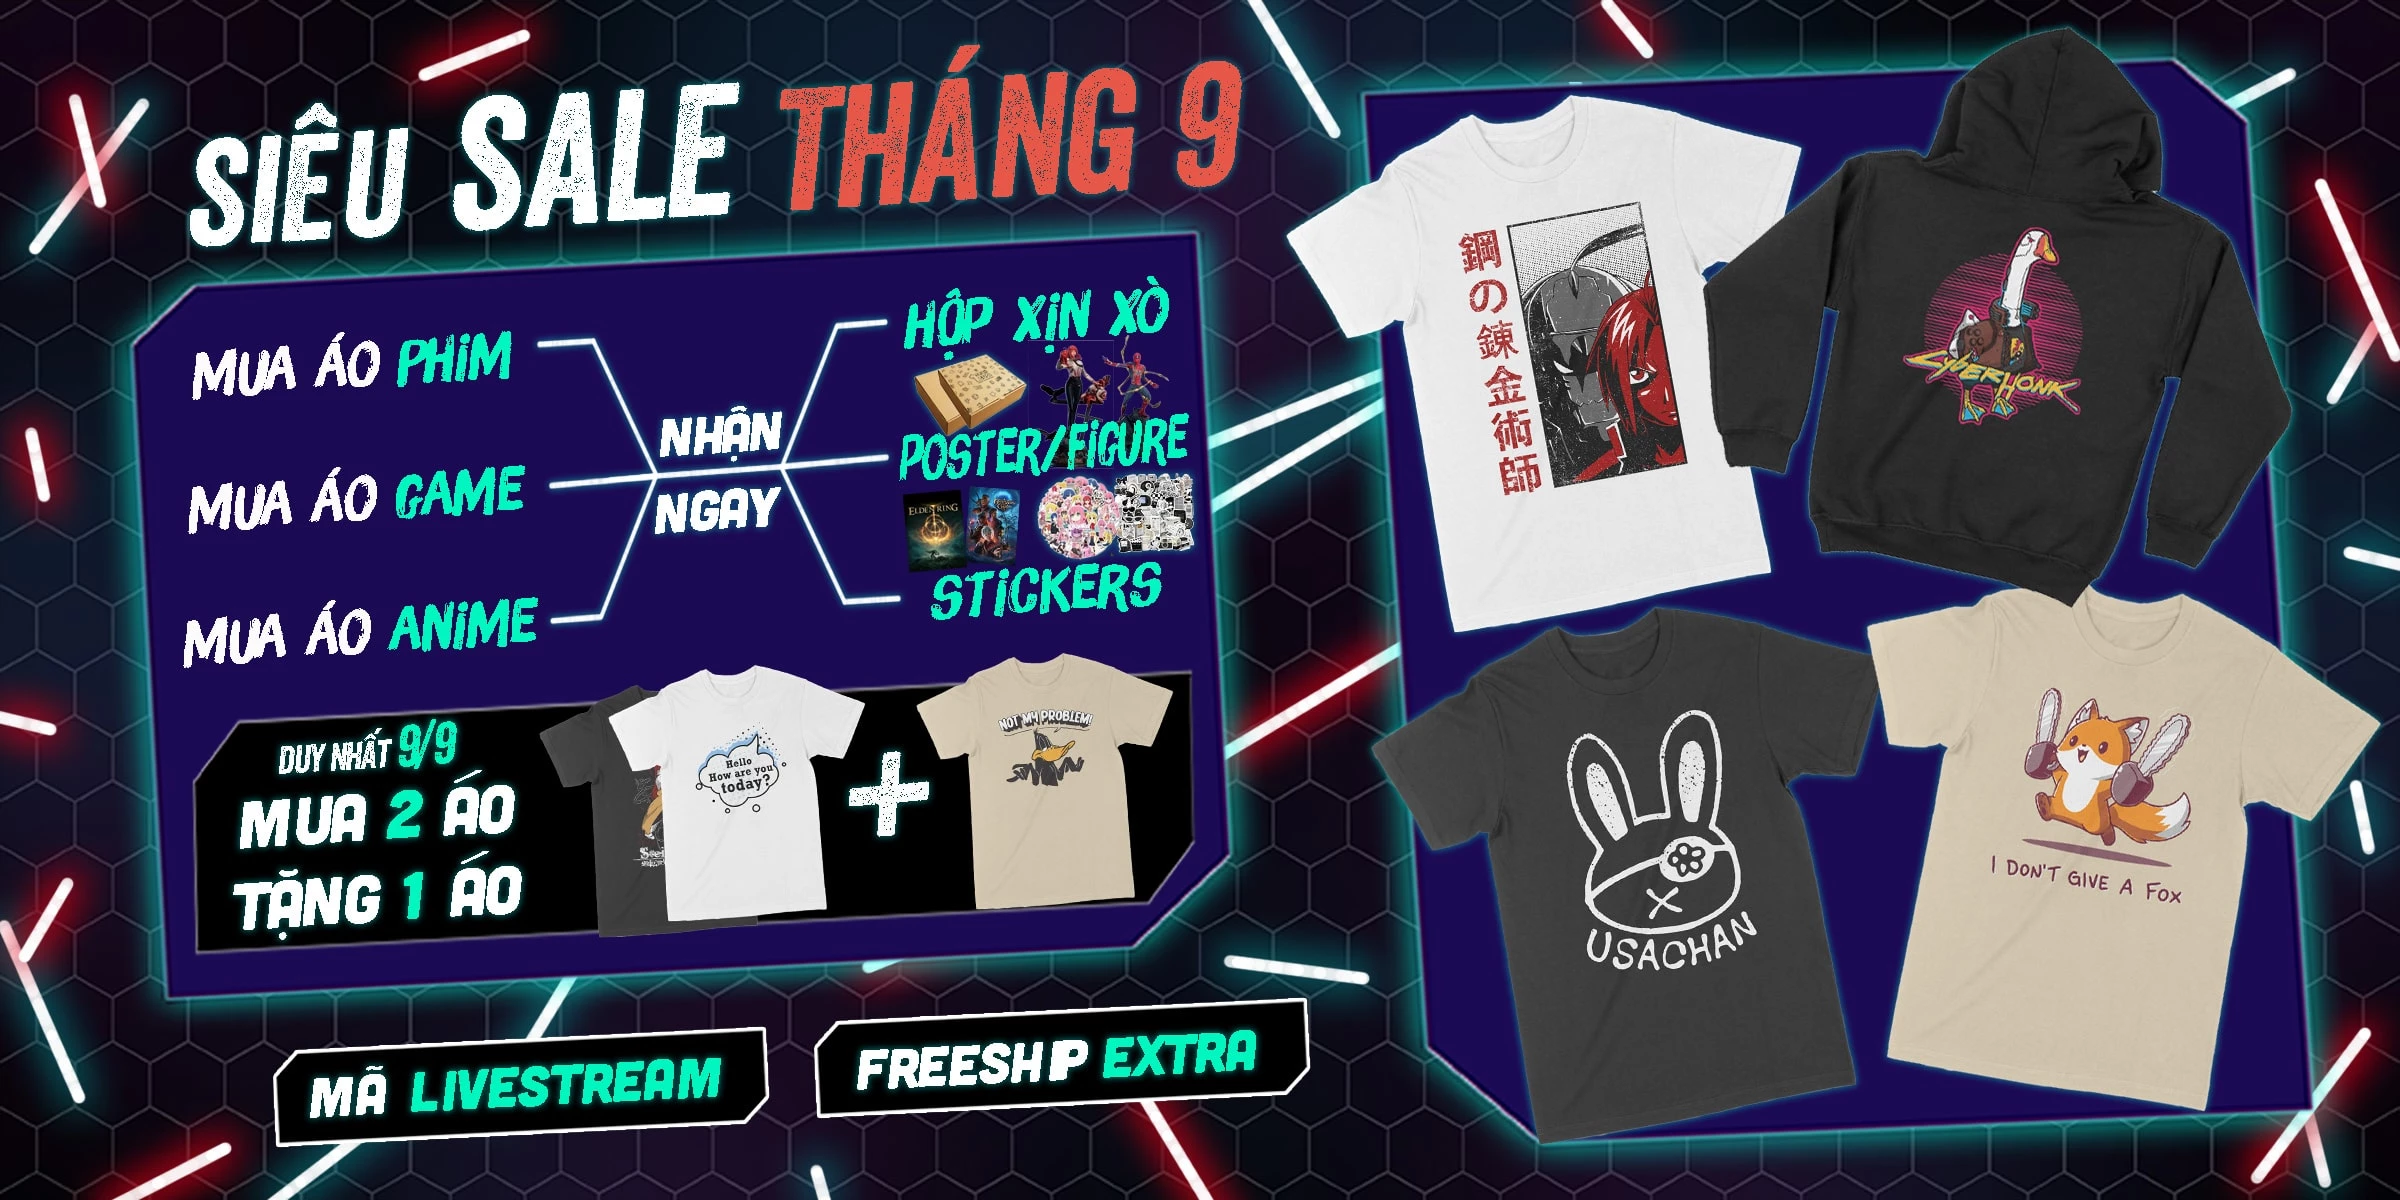 SIÊU SALE THÁNG 9
MUA ÁO PHIM
MUA ÁO GAME
MUA ÁO ANIME
NHẬN
NGAY
HỘP XỊN XÒ
POSTER/FIGURE
ELDEN RING
STICKERS
DUY NHẤT 9/9
MUA 2 ÁO
TẶNG 1 ÁO
Hello
How are you
today?
+
NOT MY PROBLEM!
MÃ LIVESTREAM
FREESHIP EXTRA
鋼の錬金術師
CYBERHONK
USACHAN
I DON'T GIVE A FOX